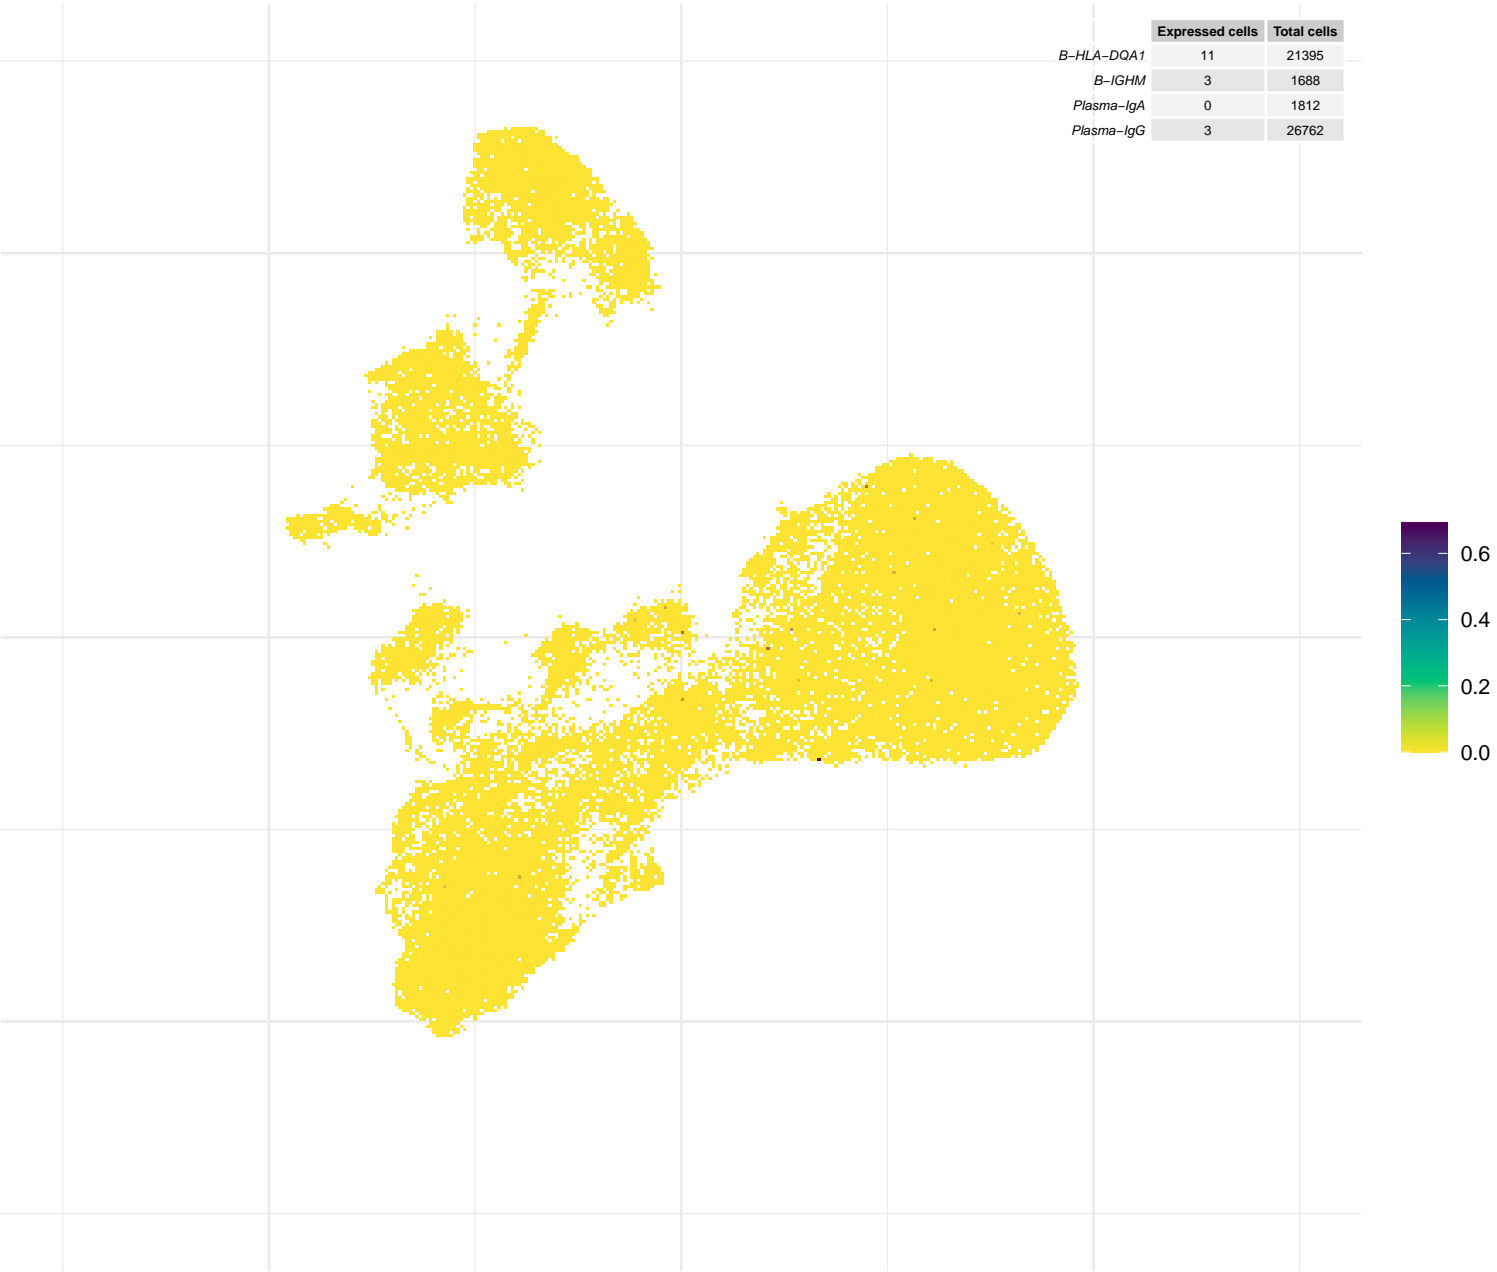 Expressed cells Total cells
B−HLA−DQA1 11 21395
B−IGHM 3 1688
Plasma−IgA 0 1812
Plasma−IgG 3 26762
0.6
0.4
0.2
0.0